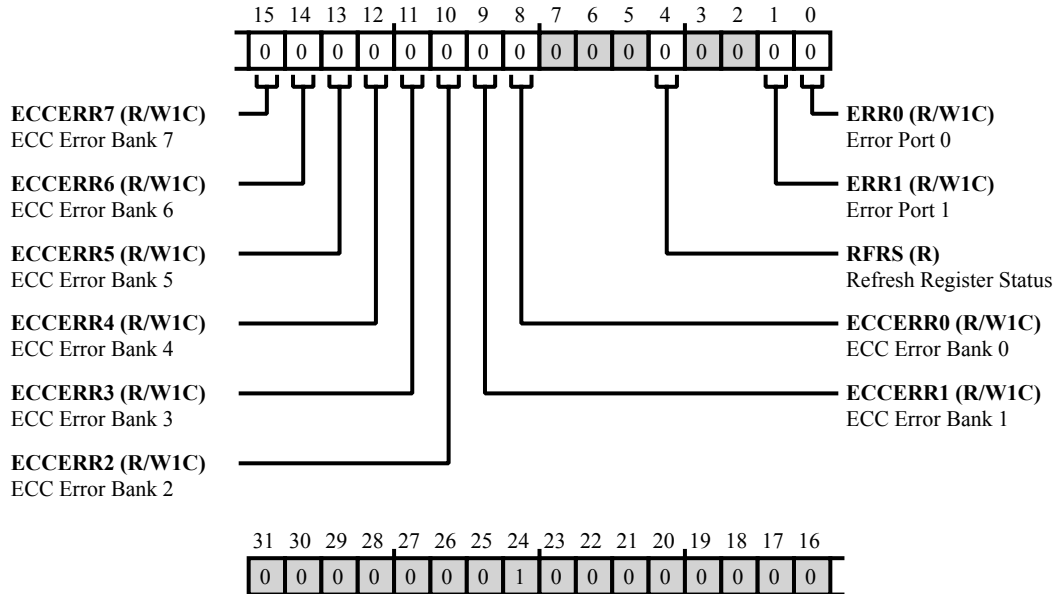 15 14 13 12 11 10 9 8 7 6 5 4 3 2 1 0
0 0 0 0 0 0 0 0 0 0 0 0 0 0 0 0
ECCERR7 (R/W1C)
ECC Error Bank 7
ERR0 (R/W1C)
Error Port 0
ECCERR6 (R/W1C)
ECC Error Bank 6
ERR1 (R/W1C)
Error Port 1
ECCERR5 (R/W1C)
ECC Error Bank 5
RFRS (R)
Refresh Register Status
ECCERR4 (R/W1C)
ECC Error Bank 4
ECCERR0 (R/W1C)
ECC Error Bank 0
ECCERR3 (R/W1C)
ECC Error Bank 3
ECCERR1 (R/W1C)
ECC Error Bank 1
ECCERR2 (R/W1C)
ECC Error Bank 2
31 30 29 28 27 26 25 24 23 22 21 20 19 18 17 16
0 0 0 0 0 0 0 1 0 0 0 0 0 0 0 0